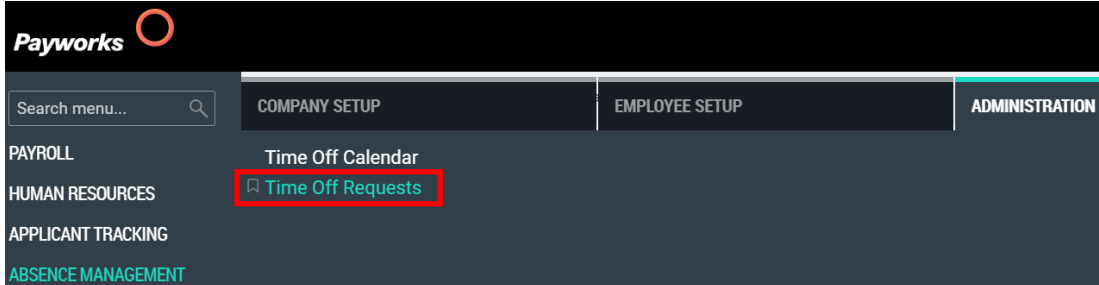 Payworks
Search menu...
COMPANY SETUP
EMPLOYEE SETUP
ADMINISTRATION
PAYROLL
Time Off Calendar
HUMAN RESOURCES
Time Off Requests
APPLICANT TRACKING
ABSENCE MANAGEMENT